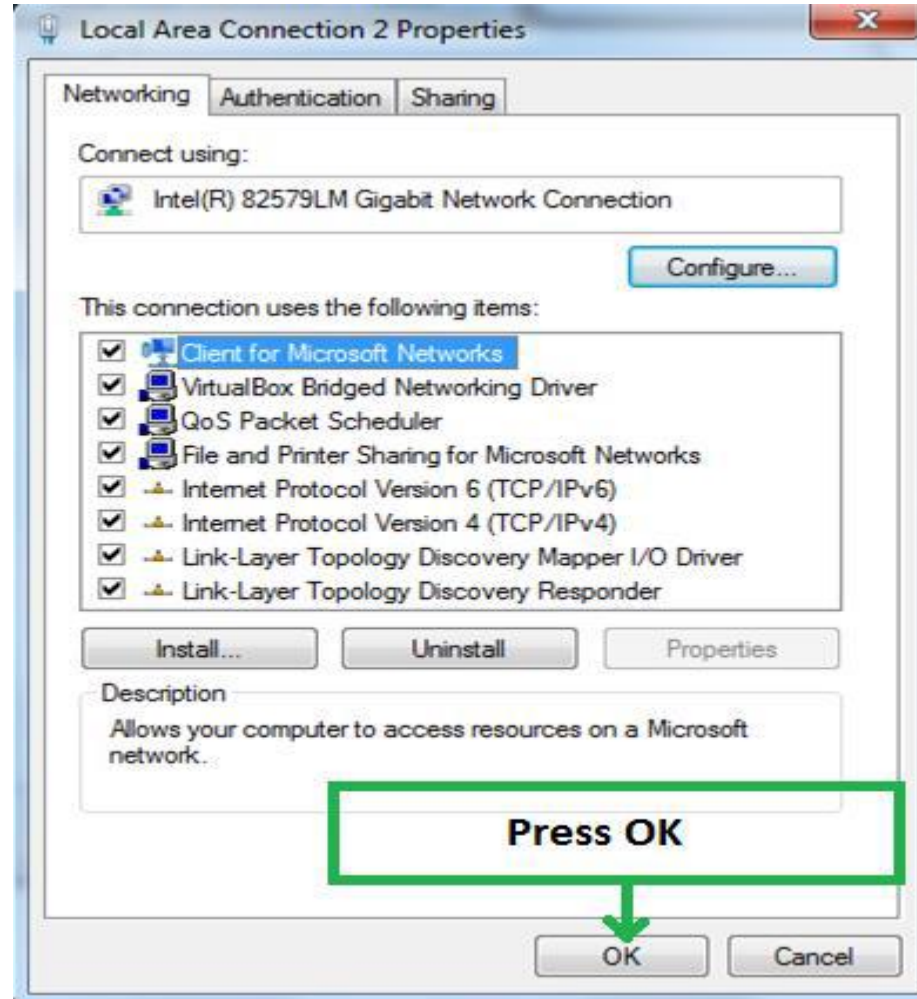 Local Area Connection 2 Properties
Networking Authentication Sharing
Connect using:
Intel(R) 82579LM Gigabit Network Connection
Configure...
This connection uses the following items:
Client for Microsoft Networks
VirtualBox Bridged Networking Driver
QoS Packet Scheduler
File and Printer Sharing for Microsoft Networks
Internet Protocol Version 6 (TCP/IPv6)
Internet Protocol Version 4 (TCP/IPv4)
Link-Layer Topology Discovery Mapper I/O Driver
Link-Layer Topology Discovery Responder
Install... Uninstall Properties
Description
Allows your computer to access resources on a Microsoft
network.
Press OK
OK Cancel